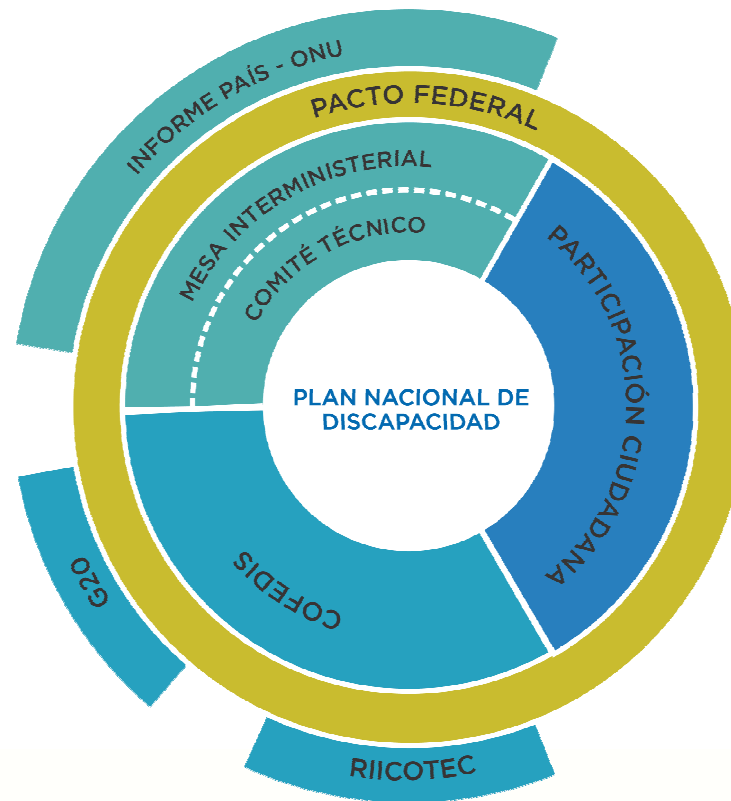 INFORME PAÍS - ONU
PACTO FEDERAL
MESA INTERMINISTERIAL
COMITÉ TÉCNICO
PARTICIPACIÓN CIUDADANA
PLAN NACIONAL DE
DISCAPACIDAD
COFEDIS
G20
RIICOTEC